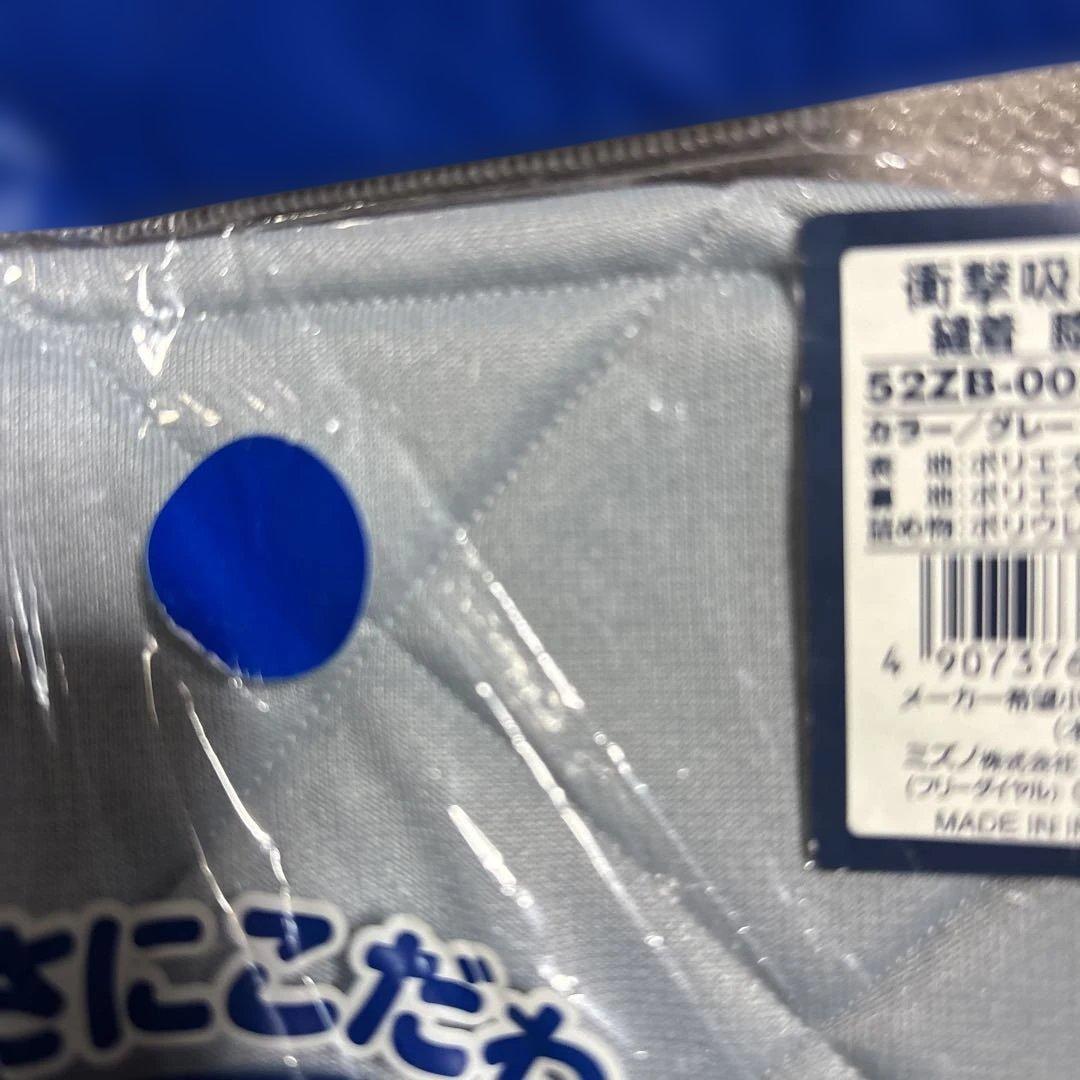 衝撃吸
縫着
52ZB-00
カラー／グレー
表 地:ポリエス
裏 地:ポリエス
詰め物:ポリウレ
4 907376
メーカー希望小
ミズノ株式会社
(フリーダイヤル)
MADE IN IN
さにこだわ